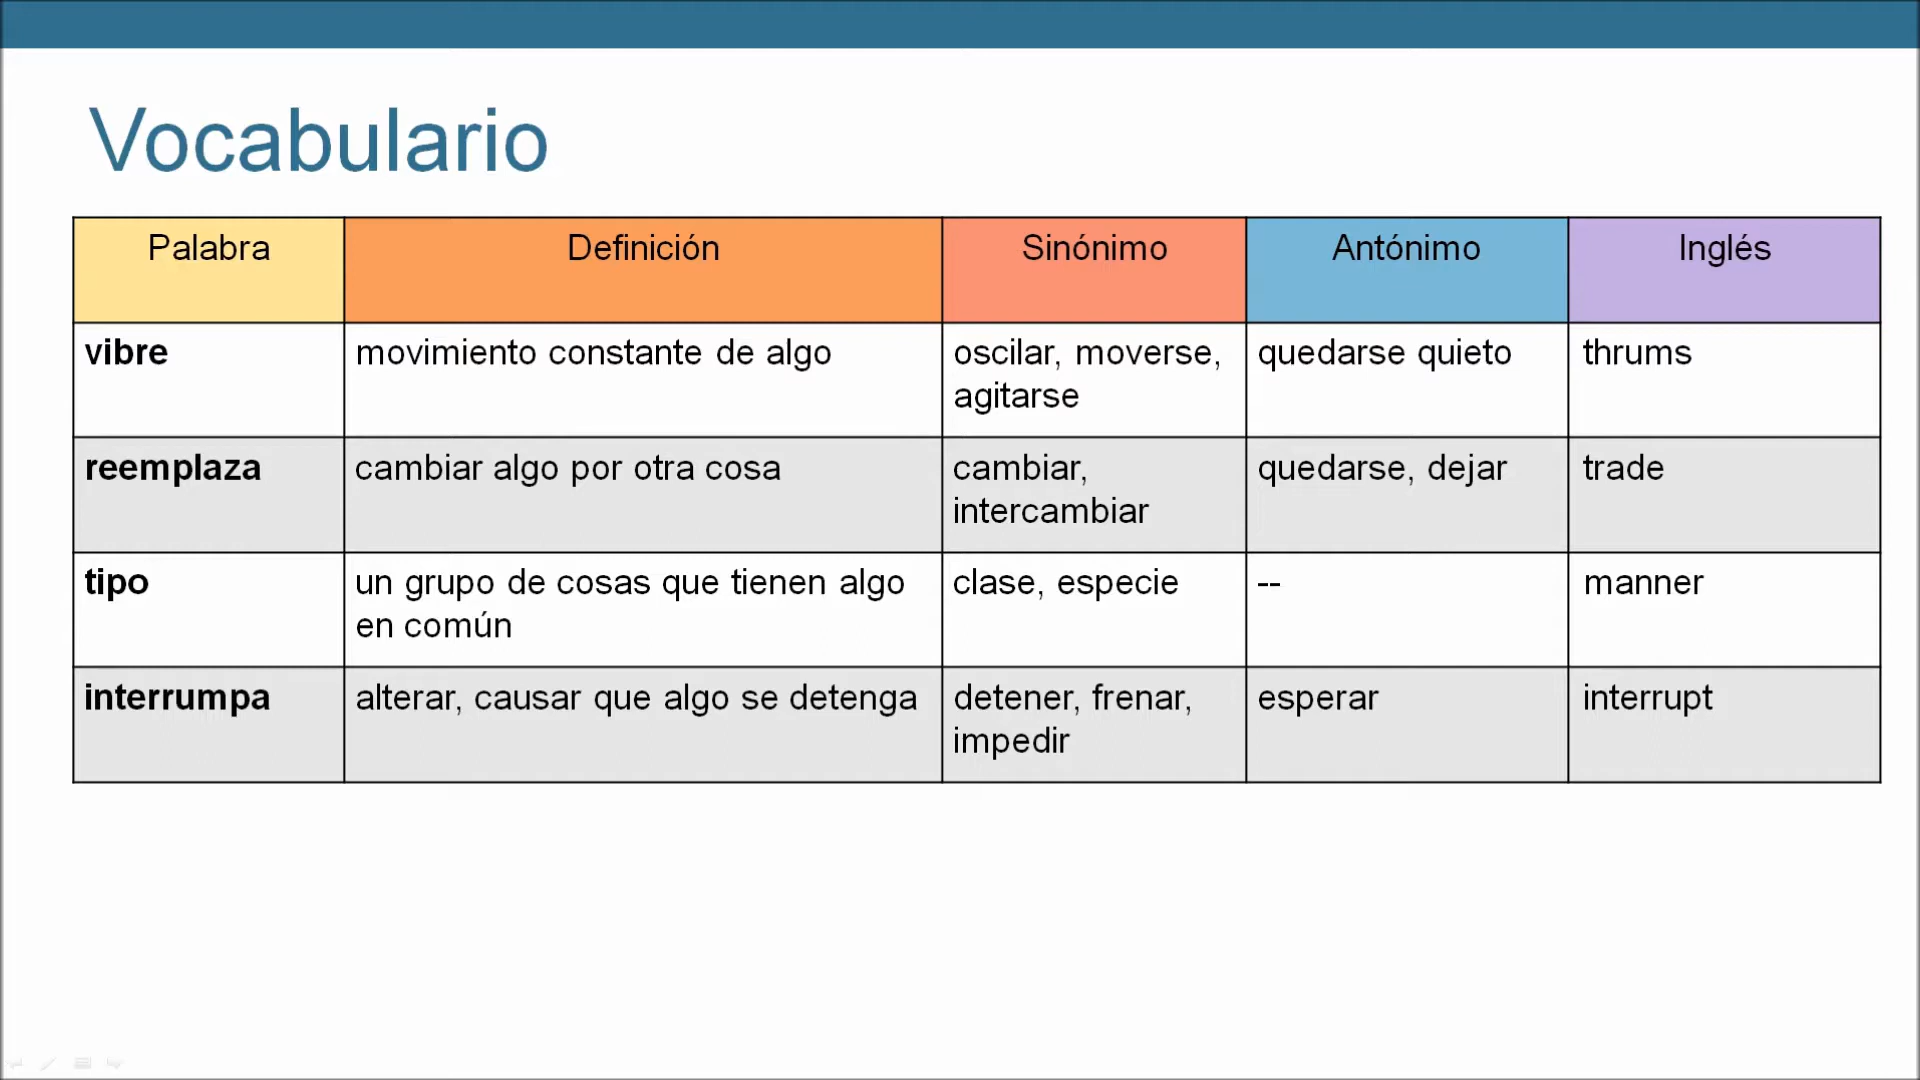 Vocabulario
Palabra Definición Sinónimo Antónimo Inglés
vibre movimiento constante de algo oscilar, moverse, quedarse quieto thrums
agitarse
reemplaza cambiar algo por otra cosa cambiar, quedarse, dejar trade
intercambiar
tipo un grupo de cosas que tienen algo clase, especie -- manner
en común
interrumpa alterar, causar que algo se detenga detener, frenar, esperar interrupt
impedir